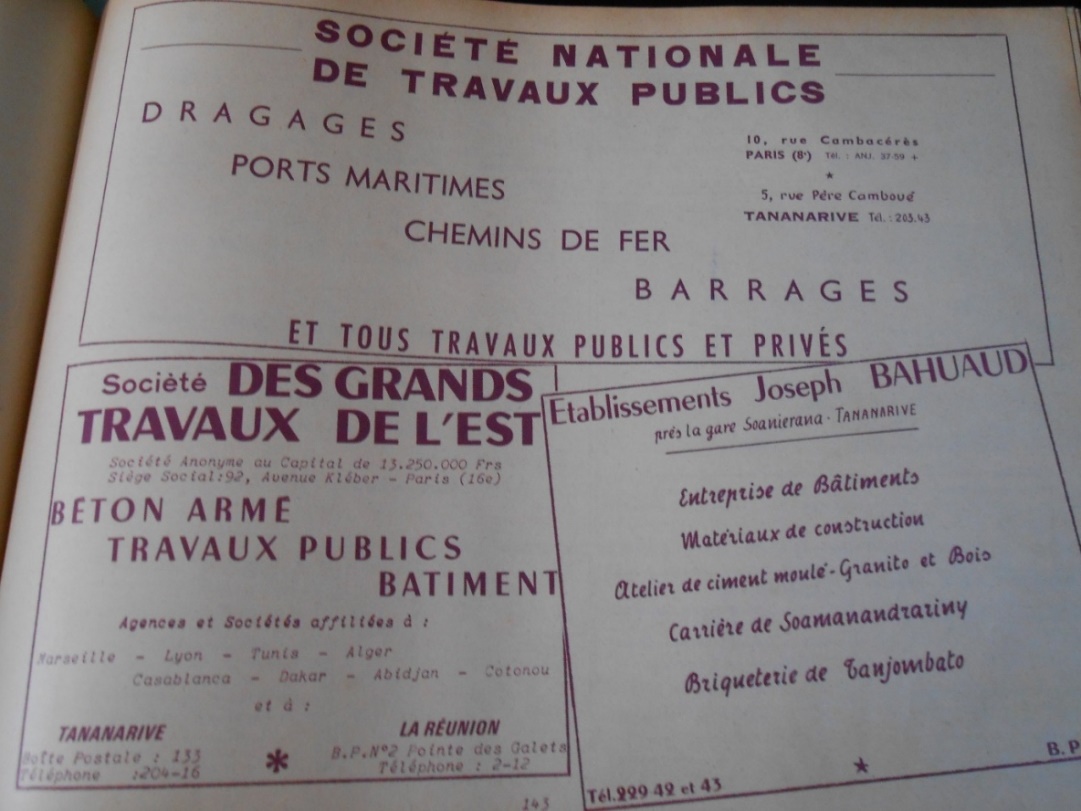 SOCIÉTÉ NATIONALE
DE TRAVAUX PUBLICS
DRAGAGES
PORTS MARITIMES
CHEMINS DE FER
BARRAGES
10, rue Cambacérès
PARIS (8e) Tél. : ANJ. 37-59 +
5, rue Pére Camboué
TANANARIVE Tél. : 203.43
ET TOUS TRAVAUX PUBLICS ET PRIVÉS
Sociètè DES GRANDS
TRAVAUX DE L'EST
Société Anonyme au Capital de 13.250.000 Frs
Siège Social:92, Avenue Kléber - Paris (16e)
BÉTON ARMÉ
TRAVAUX PUBLICS
BATIMENT
Agences et Sociétés affiliées à :
Marseille - Lyon - Tunis - Alger
Casablanca - Dakar - Abidjan - Cotonou
et à :
TANANARIVE
Boîte Postale : 133
Téléphone :204-16
LA RÉUNION
B.P.N°2 Pointe des Galets
Téléphone : 2-12
Etablissements Joseph BAHUAUD
prés la gare Soanierana - TANANARIVE
Entreprise de Bâtiments
Matériaux de construction
Atelier de ciment moulé - Granito et Bois
Carrière de Soamanandrariny
Briqueterie de Tanjombato
Tél. 229 42 et 43
B. P
143